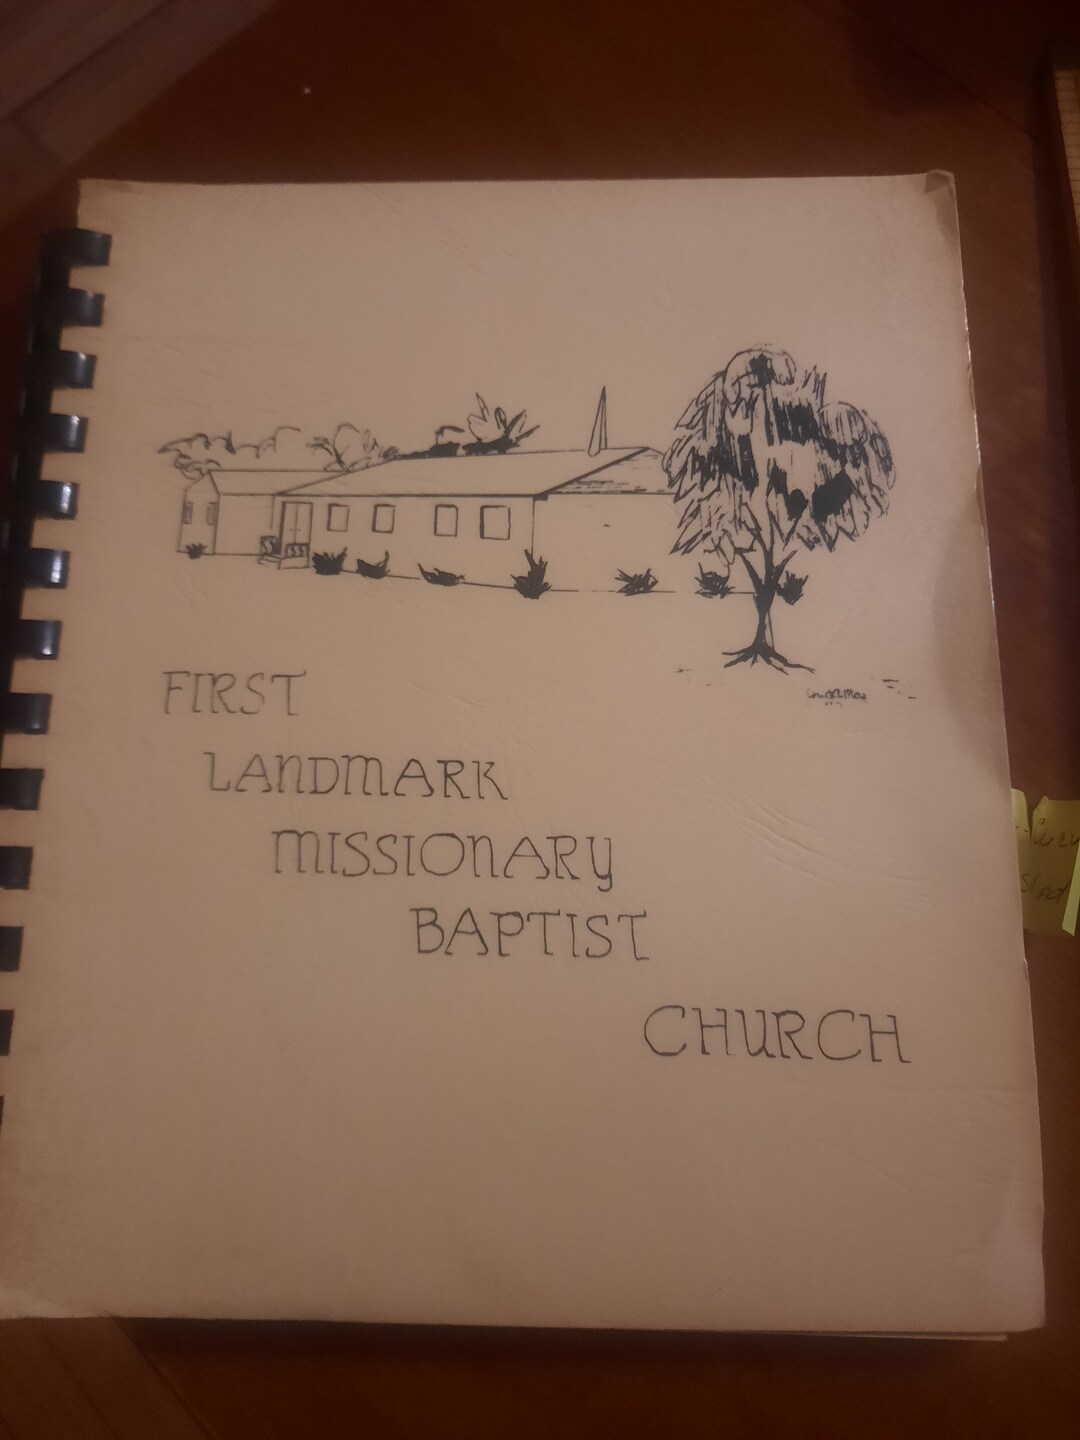 FIRST
LANDMARK
MISSIONARY
BAPTIST
CHURCH